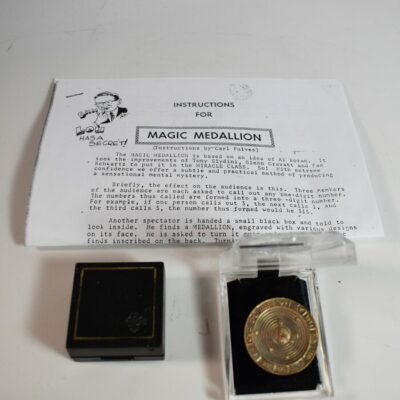 INSTRUCTIONS
FOR
MAGIC MEDALLION
(Instructions by Carl Fulves)
LOU
HAS A
SECRET!
The MAGIC MEDALLION is based on an idea of Al Koran. It
took the improvements of Tony Slydini, Glenn Gravatt and
Schwartz to put it in the MIRACLE CLASS. So! With extreme
confidence we offer a subtle and practical method of producing
a sensational mental mystery.
Briefly, the effect on the audience is this. Three members
of the audience are each asked to call out any one-digit number.
The numbers thus called are formed into a three-digit number.
For example, if one person calls out 3, the next calls 1, and
the third calls 5, the number thus formed would be 315.
Another spectator is handed a small black box and told to
look inside. He finds a MEDALLION, engraved with various designs
on its face. He is asked to turn it
finds inscribed on the back.